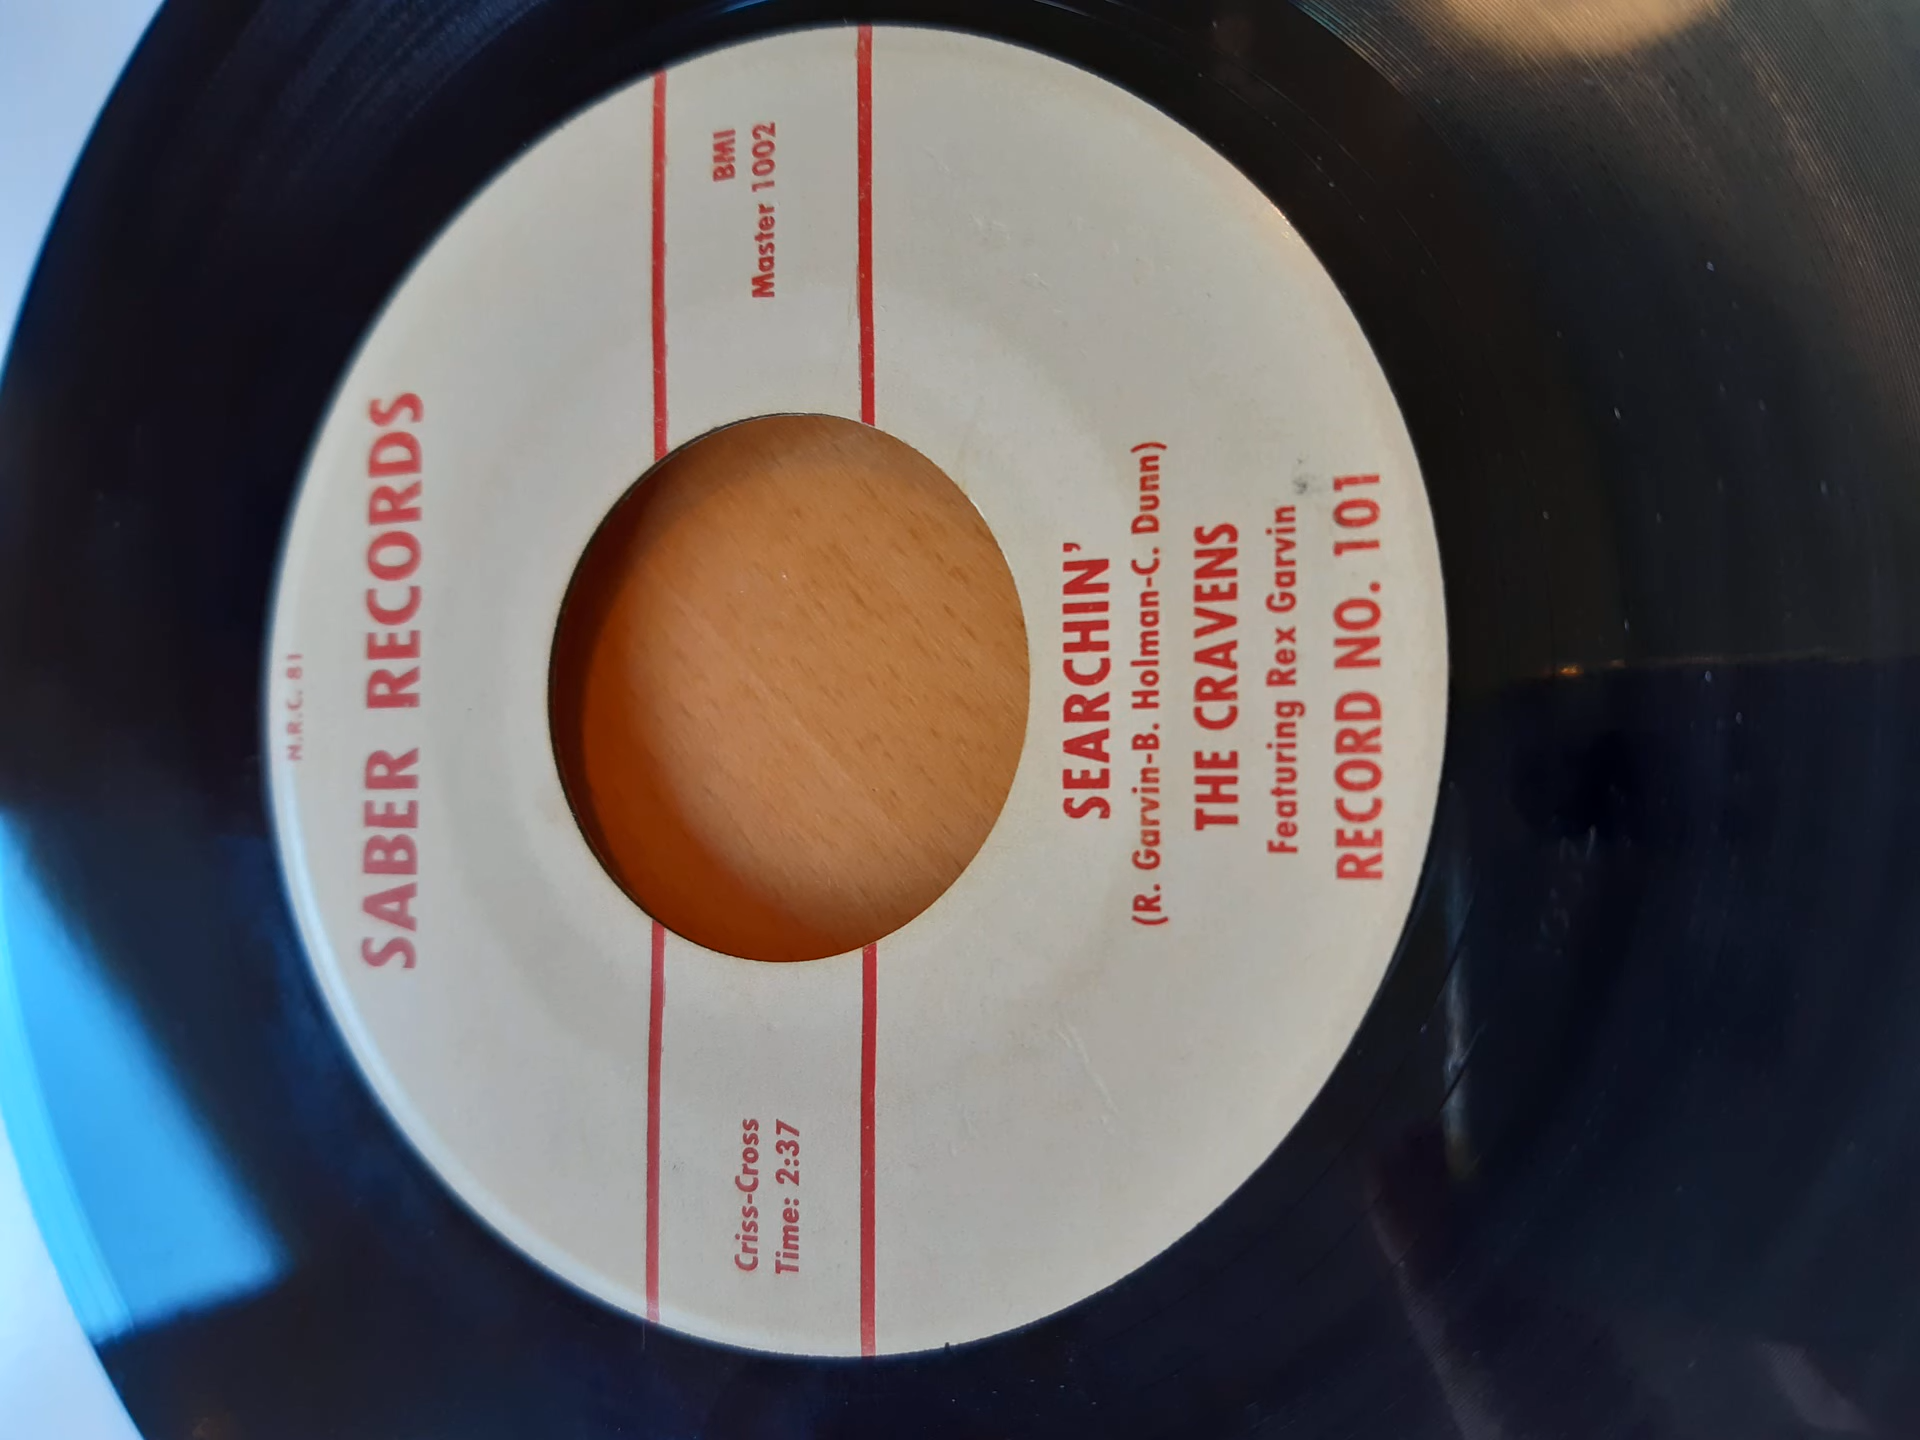 N.R.C. 81
SABER RECORDS
Criss-Cross
Time: 2:37
BMI
Master 1002
SEARCHIN'
(R. Garvin-B. Holman-C. Dunn)
THE CRAVENS
Featuring Rex Garvin
RECORD NO. 101